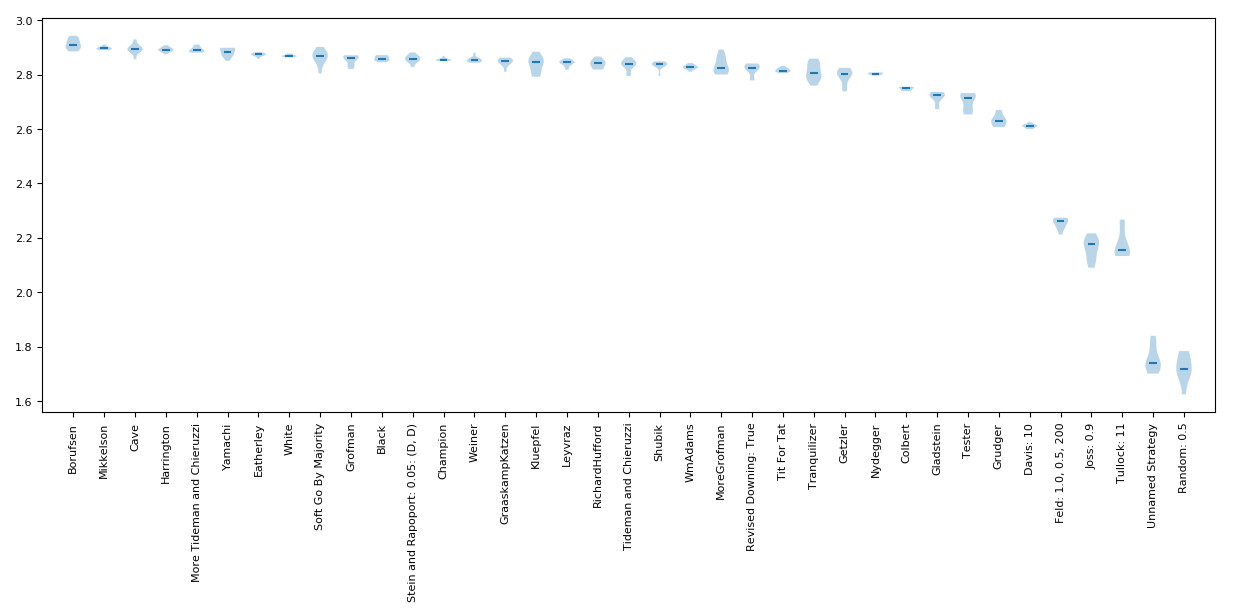 3.0
2.8
2.6
2.4
2.2
2.0
1.8
1.6
Borufsen
Mikkelson
Cave
Harrington
More Tideman and Chieruzzi
Yamachi
Eatherley
White
Soft Go By Majority
Grofman
Black
Stein and Rapoport: 0.05: (D, D)
Champion
Weiner
GraaskampKatzen
Kluepfel
Leyvraz
RichardHufford
Tideman and Chieruzzi
Shubik
WmAdams
MoreGrofman
Revised Downing: True
Tit For Tat
Tranquilizer
Getzler
Nydegger
Colbert
Gladstein
Tester
Grudger
Davis: 10
Feld: 1.0, 0.5, 200
Joss: 0.9
Tullock: 11
Unnamed Strategy
Random: 0.5